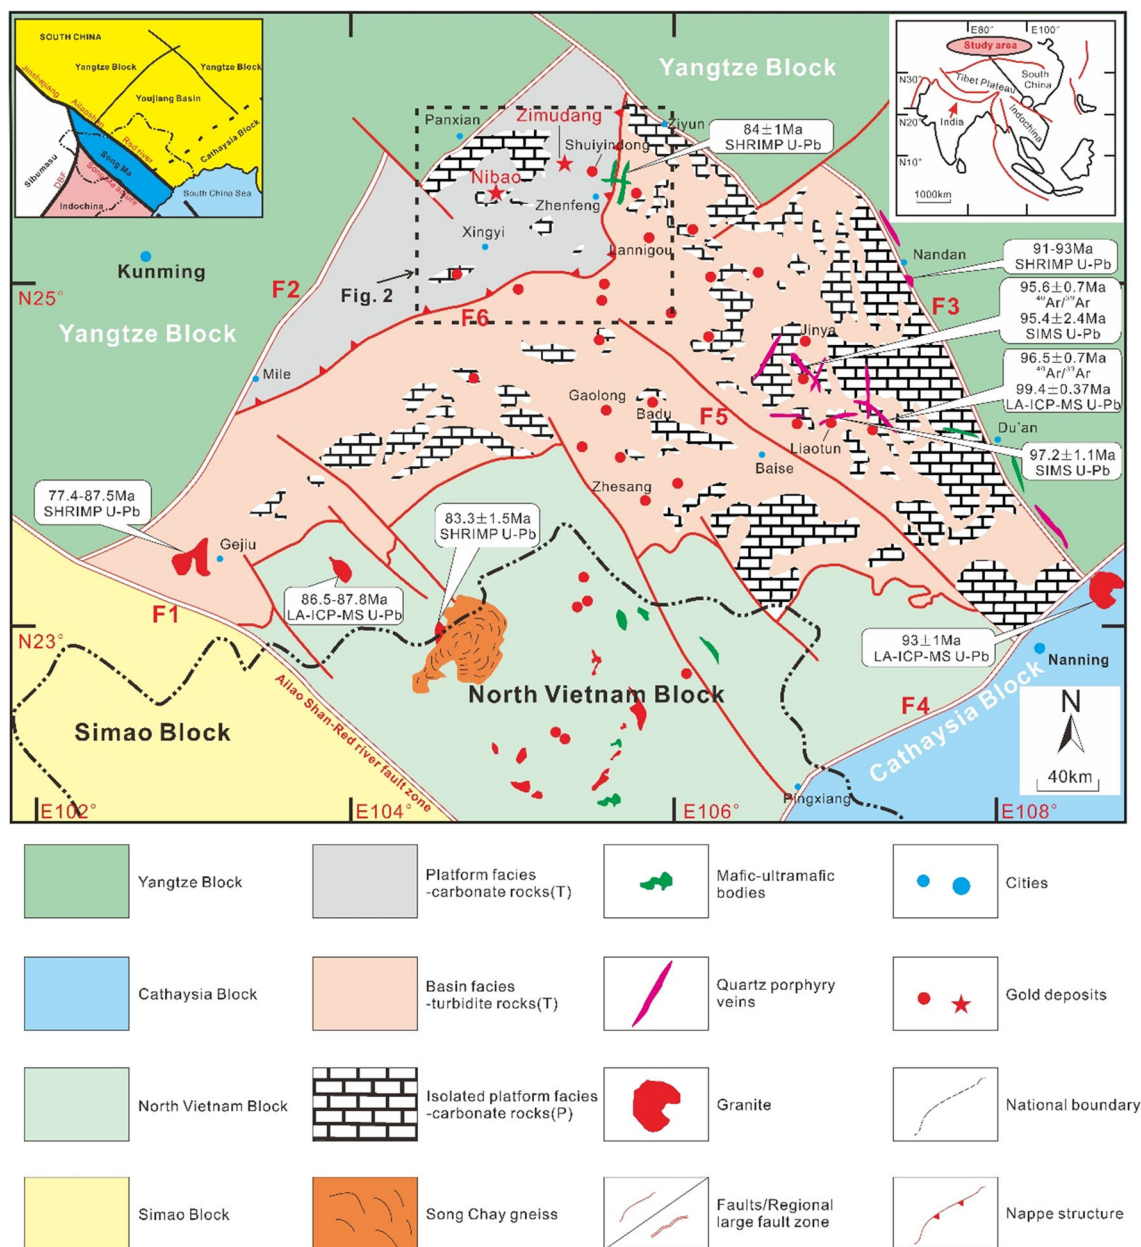 SOUTH CHINA
Yangtze Block
Yangtze Block
Jinshajiang
Ailaoshan
Red river
Youjiang Basin
Cathaysia Block
Sibumasu
Song Ma
Song Ma suture
DBF
Indochina
South China Sea
E80°
E100°
Study area
N30°
N20°
N10°
Tibet Plateau
South
China
India
Indochina
1000km
Yangtze Block
Panxian
Zimudang
Ziyun
Shuiyindong
84±1Ma
SHRIMP U-Pb
Nibao
Zhenfeng
Xingyi
Lannigou
Nandan
Kunming
91-93Ma
SHRIMP U-Pb
N25°
F2
Fig. 2
F6
F3
95.6±0.7Ma
⁴⁰Ar/³⁹Ar
95.4±2.4Ma
SIMS U-Pb
Yangtze Block
Jinya
Mile
96.5±0.7Ma
⁴⁰Ar/³⁹Ar
99.4±0.37Ma
LA-ICP-MS U-Pb
Gaolong
Badu
F5
Du'an
Liaotun
97.2±1.1Ma
SIMS U-Pb
Baise
Zhesang
77.4-87.5Ma
SHRIMP U-Pb
83.3±1.5Ma
SHRIMP U-Pb
Gejiu
86.5-87.8Ma
LA-ICP-MS U-Pb
F1
N23°
93±1Ma
LA-ICP-MS U-Pb
Nanning
North Vietnam Block
Simao Block
Ailao Shan-Red river fault zone
F4
Cathaysia Block
N
40km
Pingxiang
E102°
E104°
E106°
E108°
Yangtze Block
Platform facies
-carbonate rocks(T)
Mafic-ultramafic
bodies
Cities
Cathaysia Block
Basin facies
-turbidite rocks(T)
Quartz porphyry
veins
Gold deposits
North Vietnam Block
Isolated platform facies
-carbonate rocks(P)
Granite
National boundary
Simao Block
Song Chay gneiss
Faults/Regional
large fault zone
Nappe structure